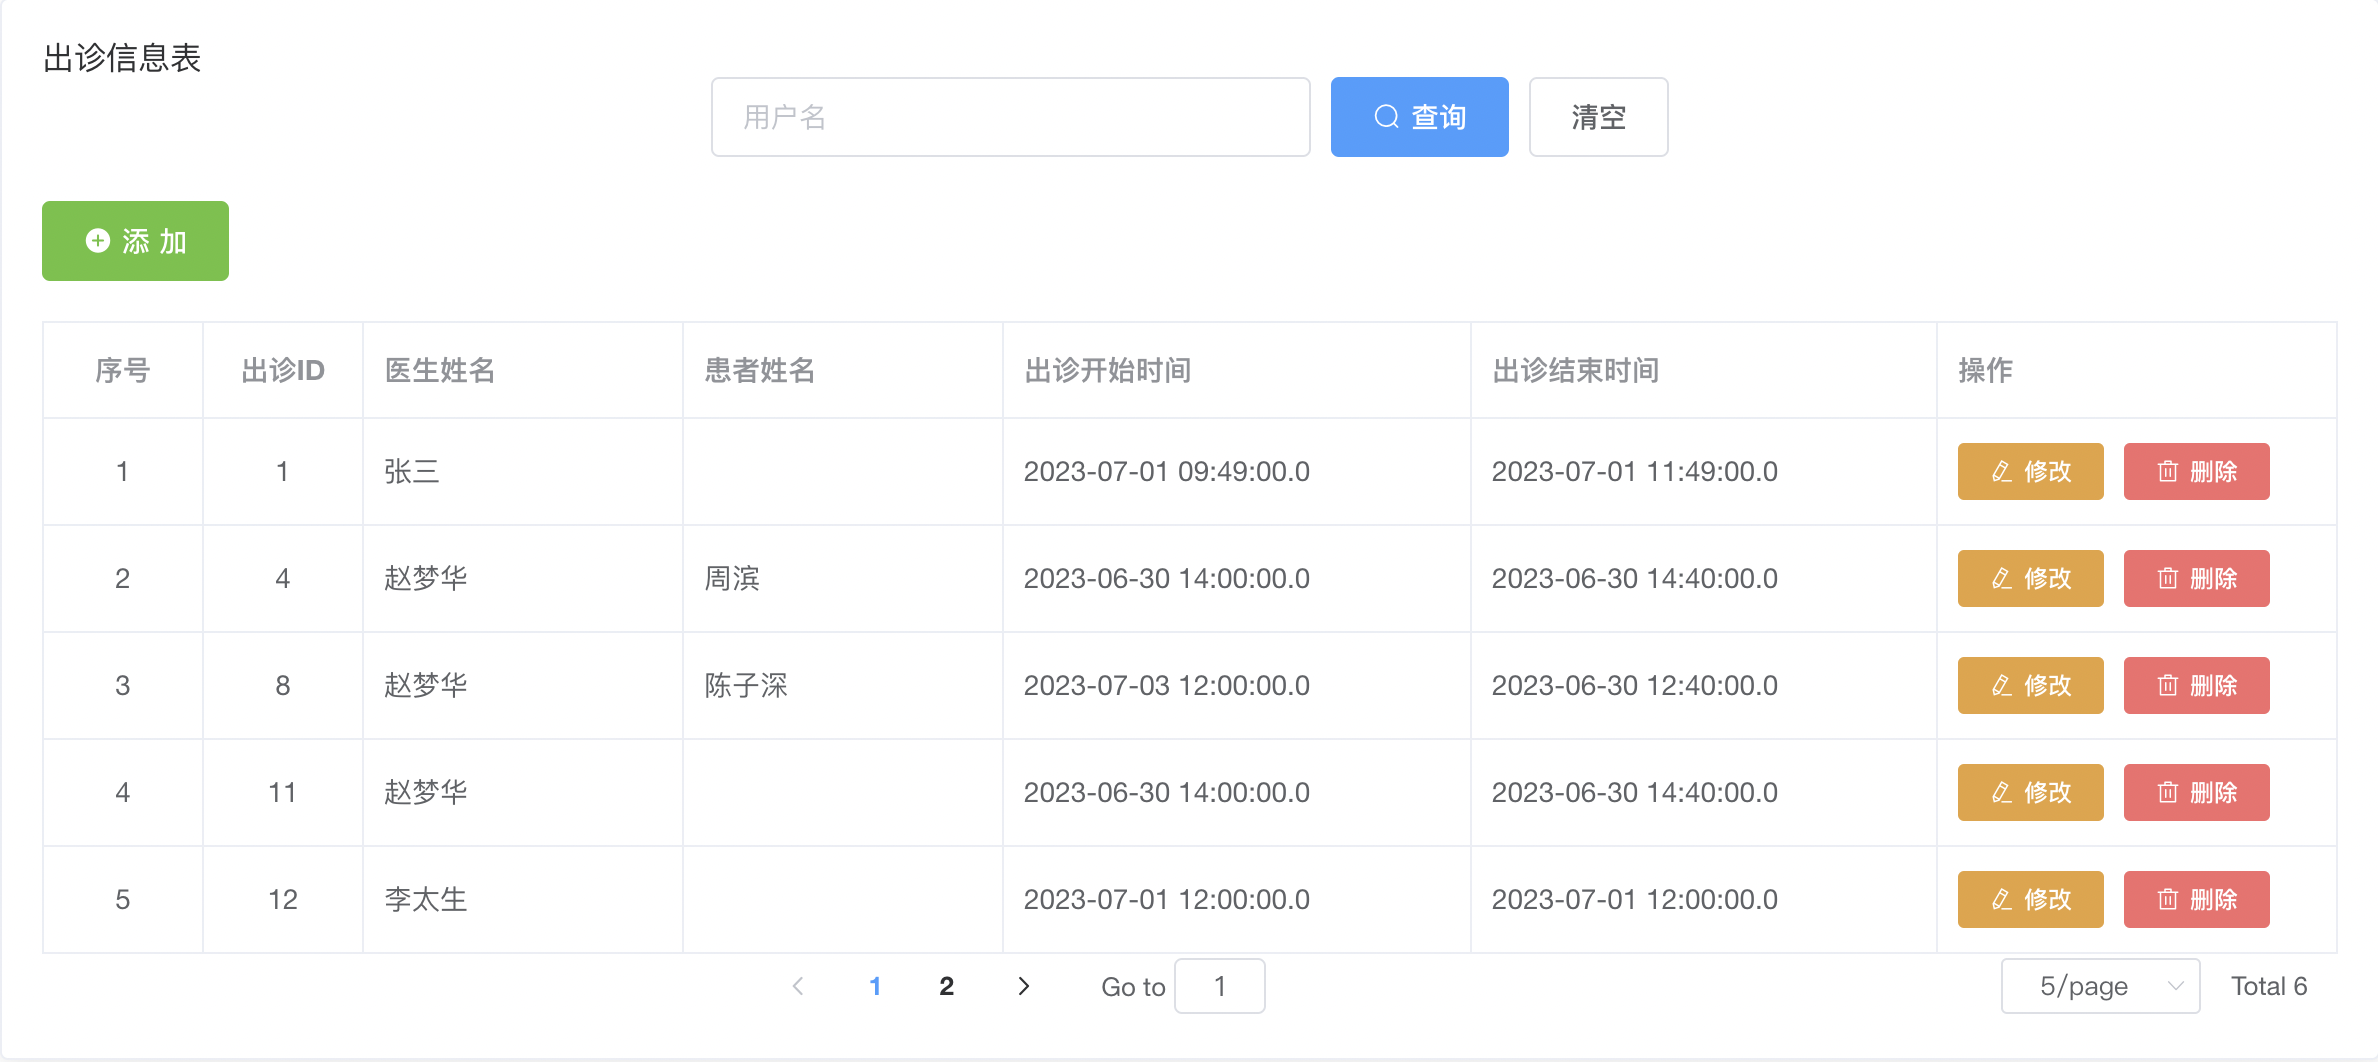 出诊信息表
用户名 查询 清空
添 加
序号 出诊ID 医生姓名 患者姓名 出诊开始时间 出诊结束时间 操作
1 1 张三 2023-07-01 09:49:00.0 2023-07-01 11:49:00.0 修改 删除
2 4 赵梦华 周滨 2023-06-30 14:00:00.0 2023-06-30 14:40:00.0 修改 删除
3 8 赵梦华 陈子深 2023-07-03 12:00:00.0 2023-06-30 12:40:00.0 修改 删除
4 11 赵梦华 2023-06-30 14:00:00.0 2023-06-30 14:40:00.0 修改 删除
5 12 李太生 2023-07-01 12:00:00.0 2023-07-01 12:00:00.0 修改 删除
1 2 Go to 1 5/page Total 6